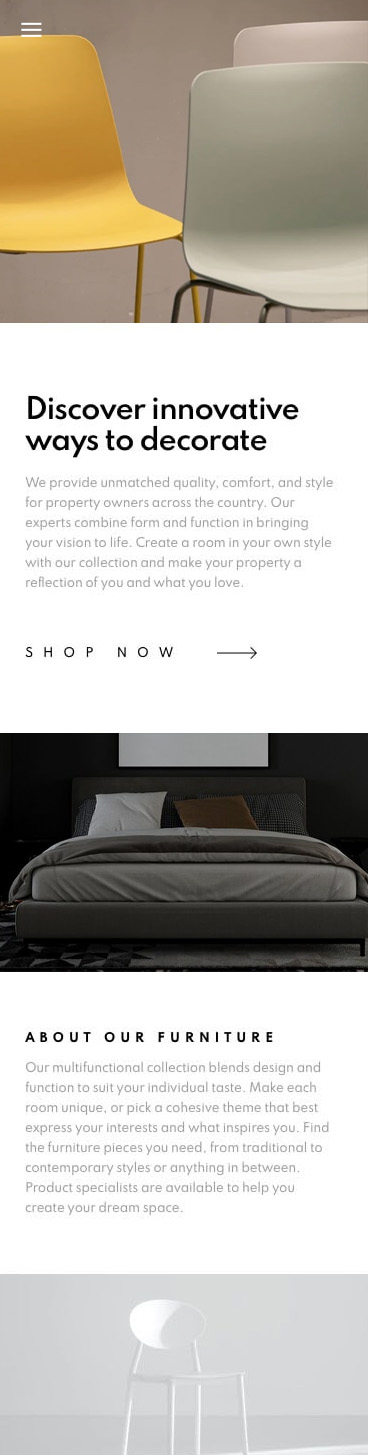 Discover innovative
ways to decorate
We provide unmatched quality, comfort, and style
for property owners across the country. Our
experts combine form and function in bringing
your vision to life. Create a room in your own style
with our collection and make your property a
reflection of you and what you love.
SHOP NOW
ABOUT OUR FURNITURE
Our multifunctional collection blends design and
function to suit your individual taste. Make each
room unique, or pick a cohesive theme that best
express your interests and what inspires you. Find
the furniture pieces you need, from traditional to
contemporary styles or anything in between.
Product specialists are available to help you
create your dream space.